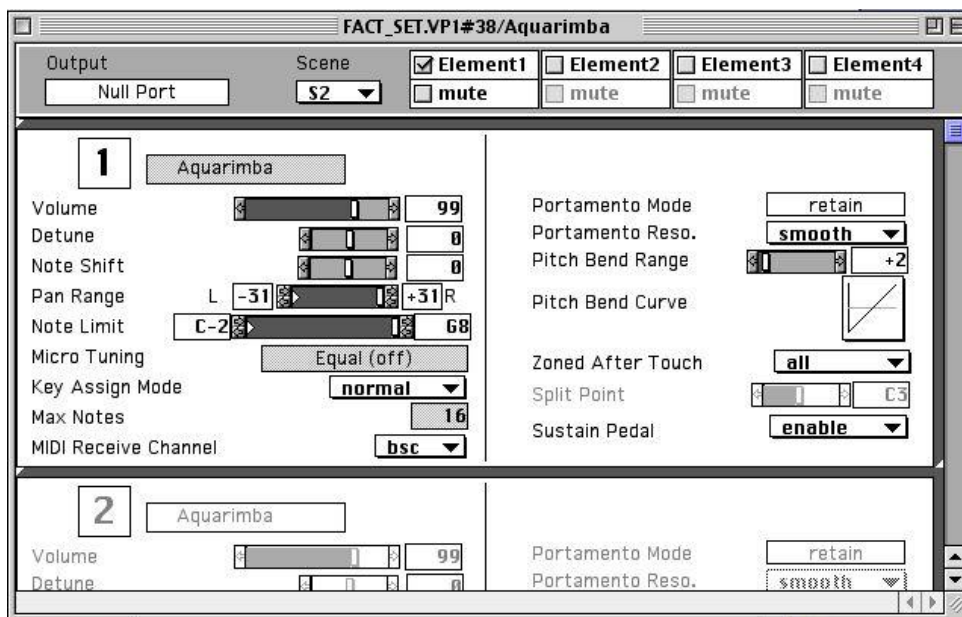 FACT_SET.VP1#38/Aquarimba
Output
Scene
Element1
Element2
Element3
Element4
Null Port
S2
mute
mute
mute
mute
1
Aquarimba
Volume
99
Detune
0
Note Shift
0
Pan Range
L
-31
+31
R
Note Limit
C-2
G8
Micro Tuning
Equal (off)
Key Assign Mode
normal
Max Notes
16
MIDI Receive Channel
bsc
Portamento Mode
retain
Portamento Reso.
smooth
Pitch Bend Range
+2
Pitch Bend Curve
Zoned After Touch
all
Split Point
C3
Sustain Pedal
enable
2
Aquarimba
Volume
99
Detune
0
Portamento Mode
retain
Portamento Reso.
smooth